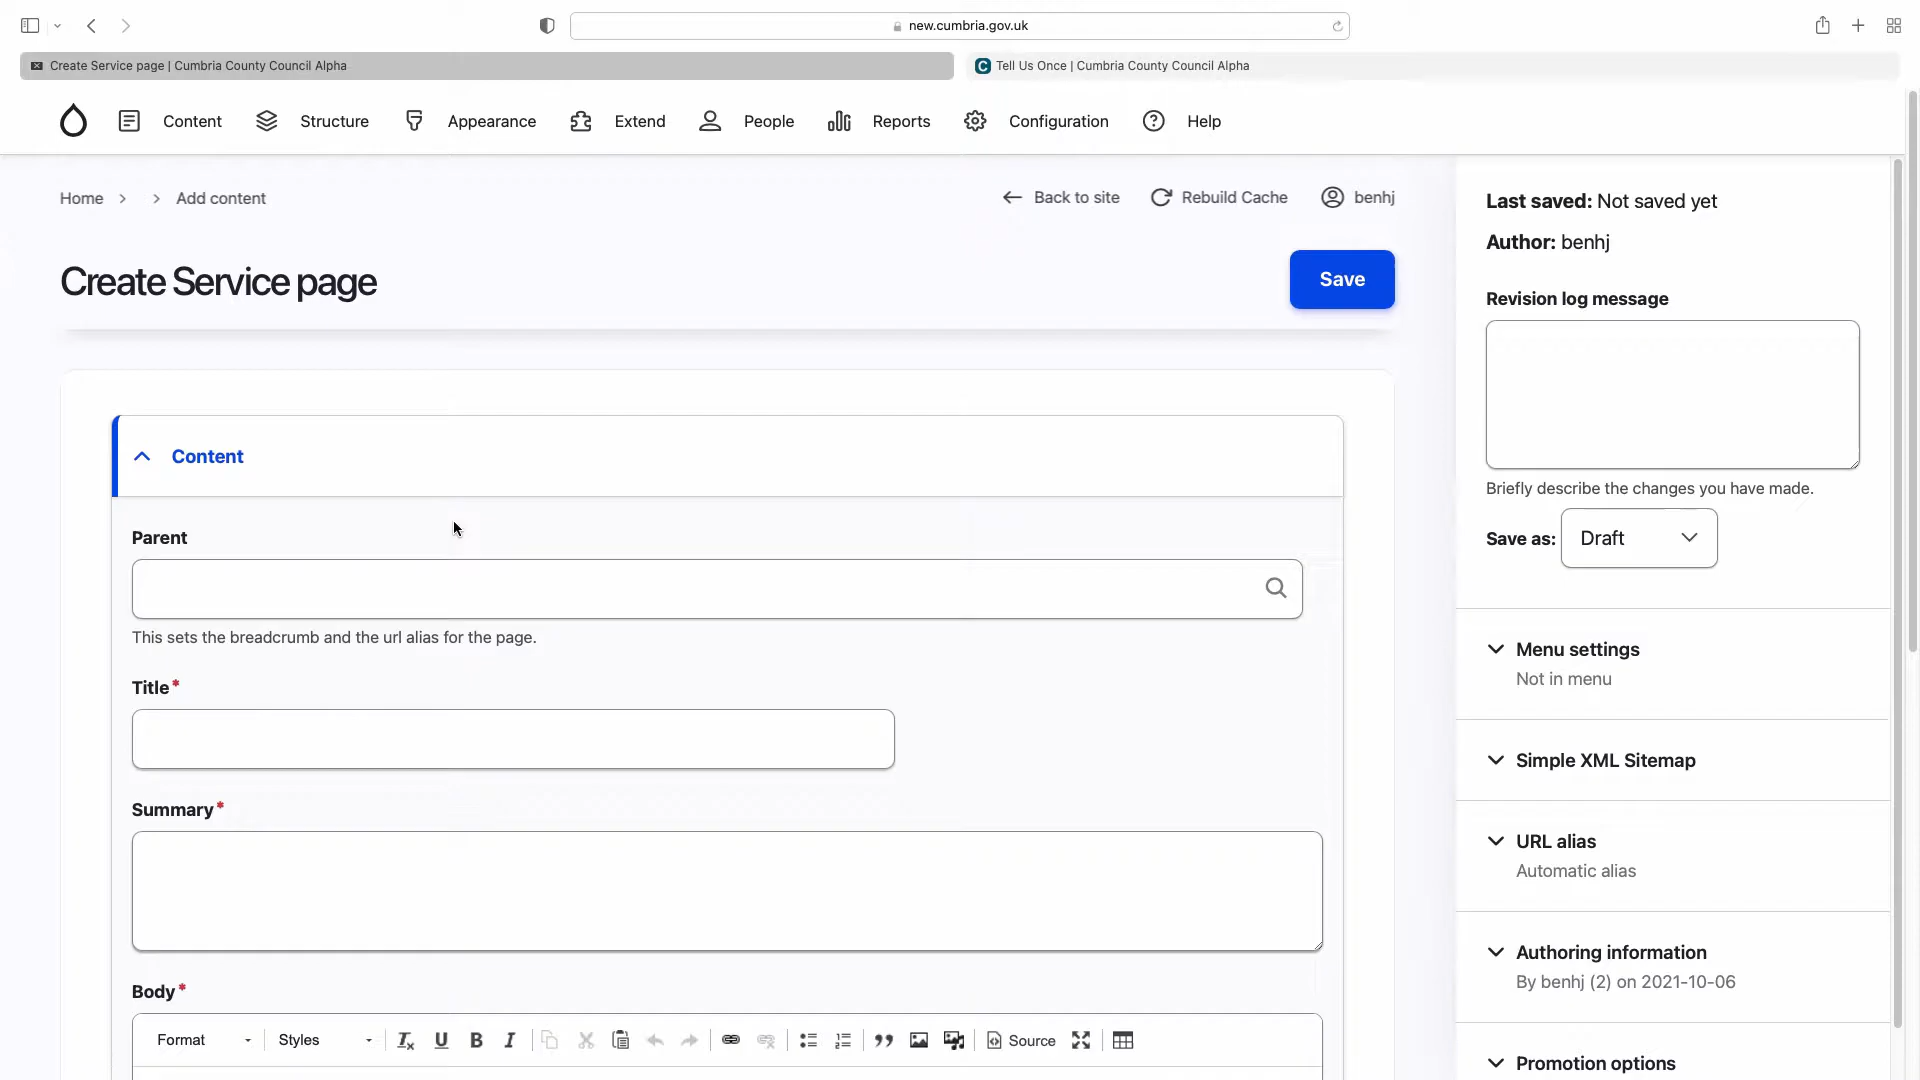 new.cumbria.gov.uk
Create Service page | Cumbria County Council Alpha
C Tell Us Once | Cumbria County Council Alpha
Content Structure Appearance Extend People Reports Configuration Help
Home > > Add content
Back to site Rebuild Cache benhj
Create Service page
Save
Content
Parent
This sets the breadcrumb and the url alias for the page.
Title*
Summary*
Body*
Format Styles Source
Last saved: Not saved yet
Author: benhj
Revision log message
Briefly describe the changes you have made.
Save as: Draft
Menu settings
Not in menu
Simple XML Sitemap
URL alias
Automatic alias
Authoring information
By benhj (2) on 2021-10-06
Promotion options